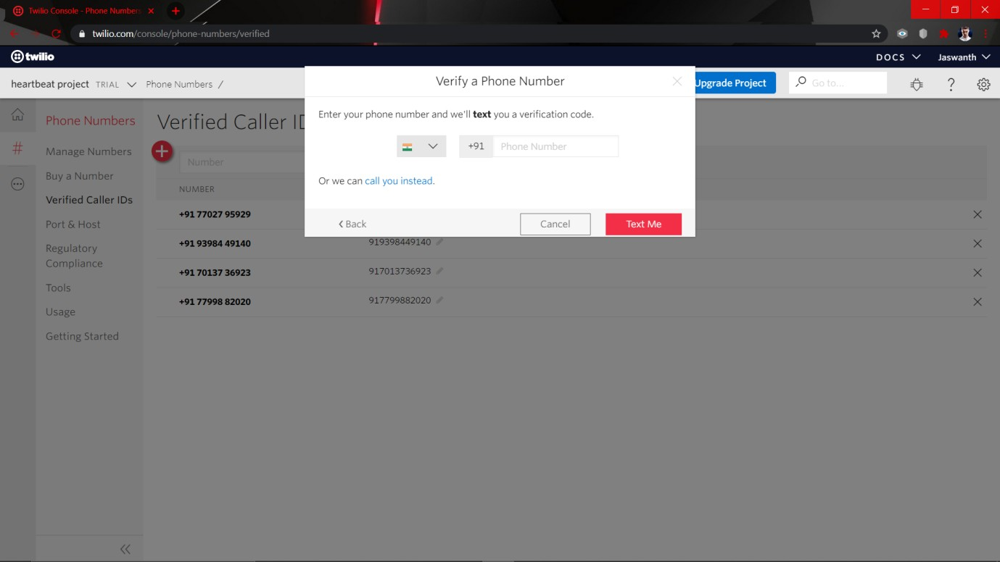 Twilio Console - Phone Numbers
twilio.com/console/phone-numbers/verified
twilio
DOCS
Jaswanth
heartbeat project TRIAL
Phone Numbers /
Upgrade Project
Go to...
Verify a Phone Number
Enter your phone number and we'll text you a verification code.
+91
Phone Number
Or we can call you instead.
Back
Cancel
Text Me
Phone Numbers
Manage Numbers
Buy a Number
Verified Caller IDs
Port & Host
Regulatory
Compliance
Tools
Usage
Getting Started
Verified Caller ID
Number
NUMBER
+91 77027 95929
+91 93984 49140 919398449140
+91 70137 36923 917013736923
+91 77998 82020 917799882020